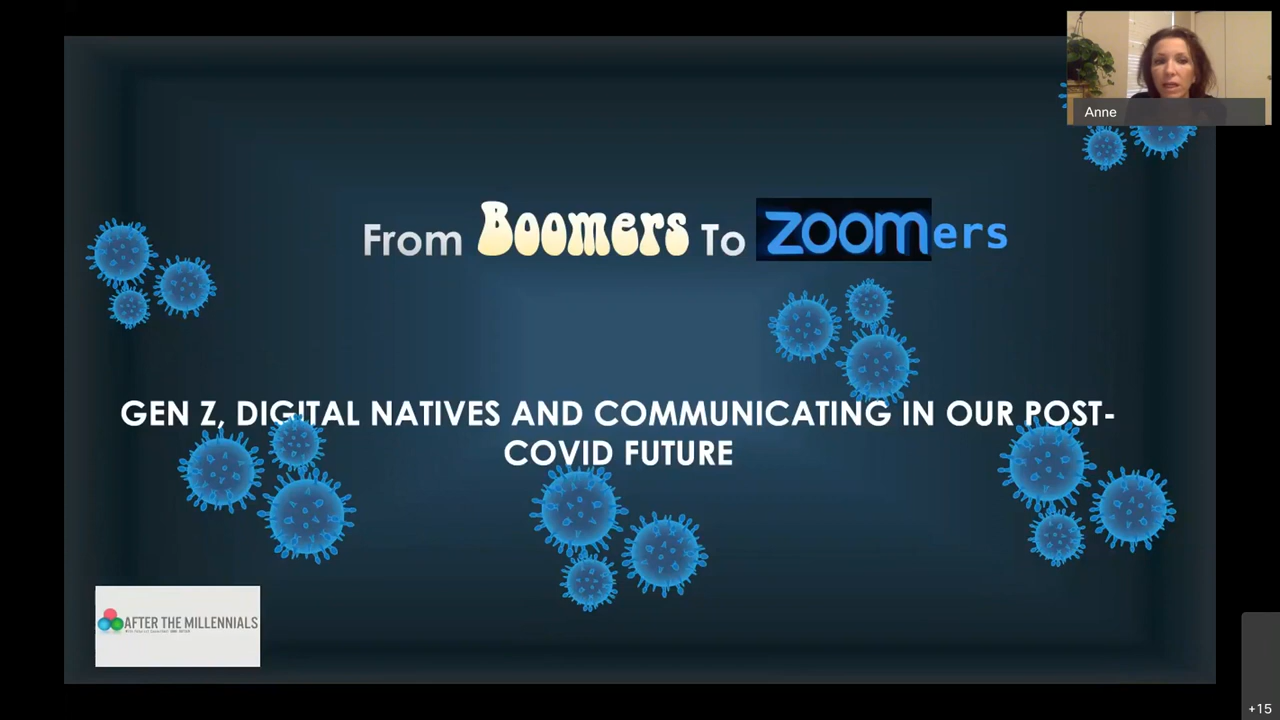 Anne
From Boomers To zoomers
GEN Z, DIGITAL NATIVES AND COMMUNICATING IN OUR POST-
COVID FUTURE
AFTER THE MILLENNIALS
+15